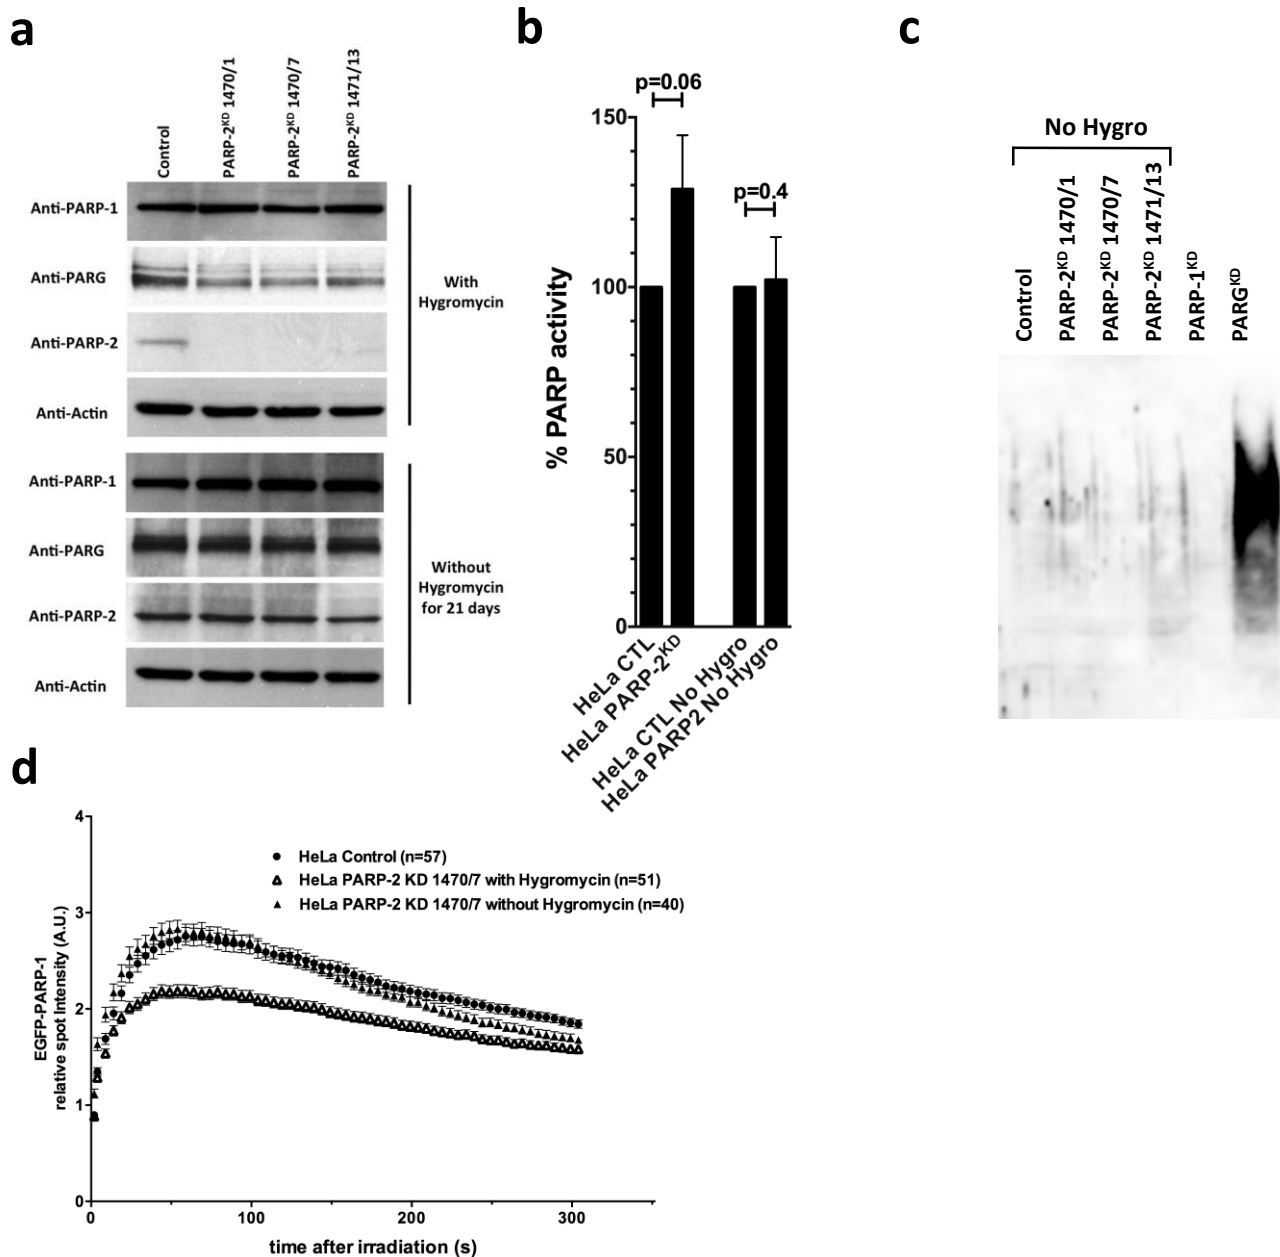 a
Control
PARP-2KD 1470/1
PARP-2KD 1470/7
PARP-2KD 1471/13
Anti-PARP-1
Anti-PARG
Anti-PARP-2
Anti-Actin
With
Hygromycin
Anti-PARP-1
Anti-PARG
Anti-PARP-2
Anti-Actin
Without
Hygromycin
for 21 days
b
p=0.06
p=0.4
% PARP activity
150
100
50
0
HeLa CTL
HeLa PARP-2KD
HeLa CTL No Hygro
HeLa PARP2 No Hygro
c
No Hygro
Control
PARP-2KD 1470/1
PARP-2KD 1470/7
PARP-2KD 1471/13
PARP-1KD
PARGKD
d
EGFP-PARP-1
relative spot Intensity (A.U.)
4
3
2
1
0
HeLa Control (n=57)
HeLa PARP-2 KD 1470/7 with Hygromycin (n=51)
HeLa PARP-2 KD 1470/7 without Hygromycin (n=40)
0
100
200
300
time after irradiation (s)